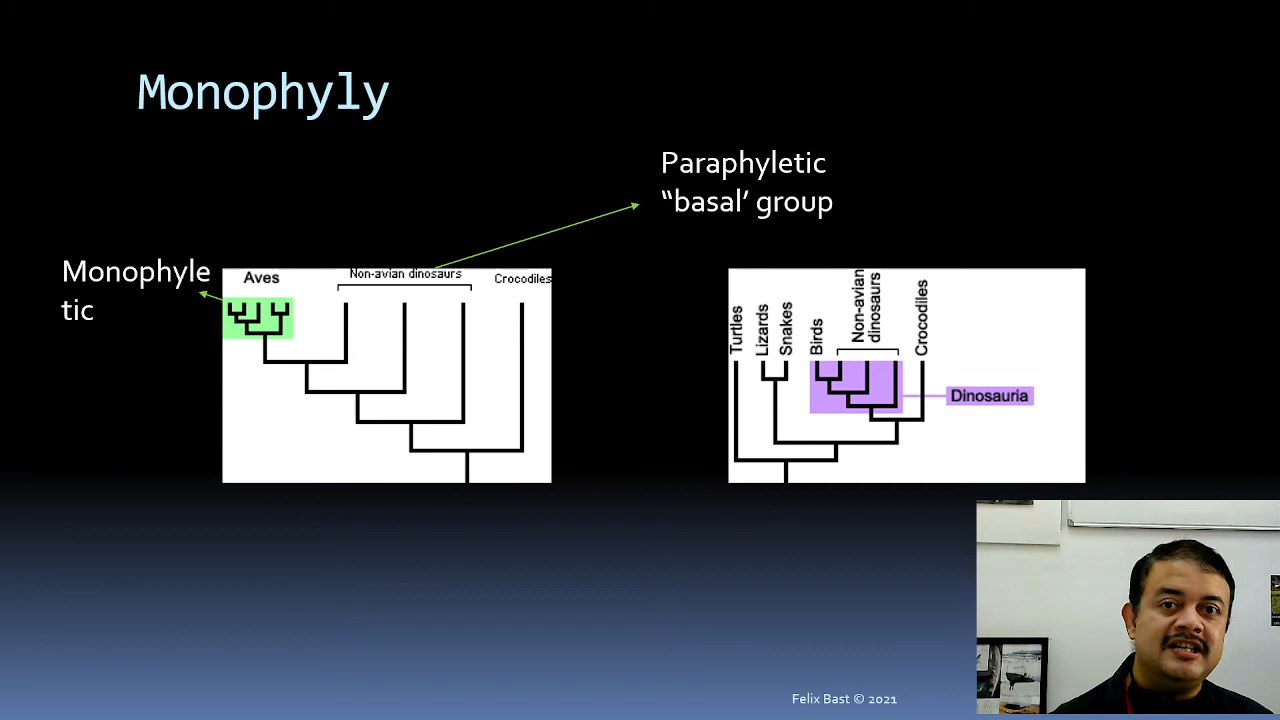 Monophyly
Paraphyletic
“basal’ group
Monophyle
tic
Aves
Non-avian dinosaurs
Crocodiles
Turtles
Lizards
Snakes
Birds
Non-avian
dinosaurs
Crocodiles
Dinosauria
Felix Bast © 2021